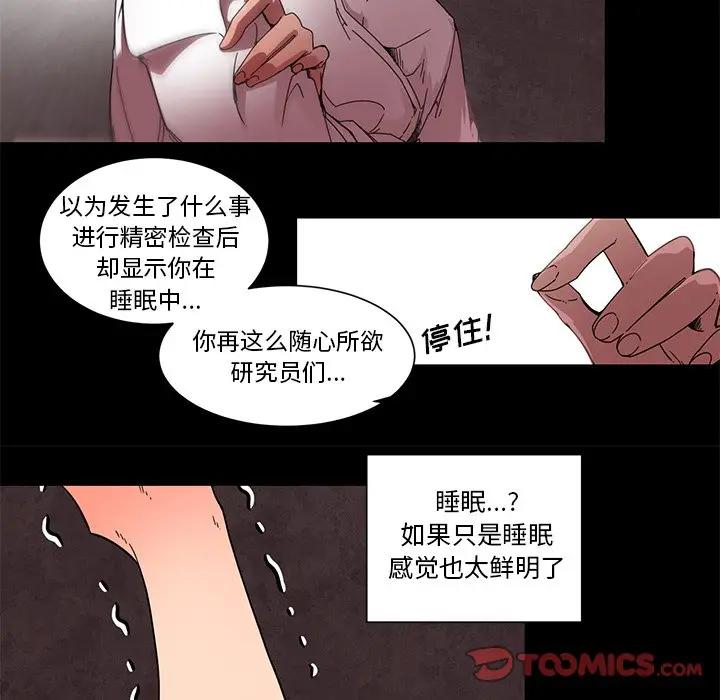 以为发生了什么事
进行精密检查后
却显示你在
睡眠中...
你再这么随心所欲
研究员们...
停住!
睡眠...?
如果只是睡眠
感觉也太鲜明了
TOOMICS.COM